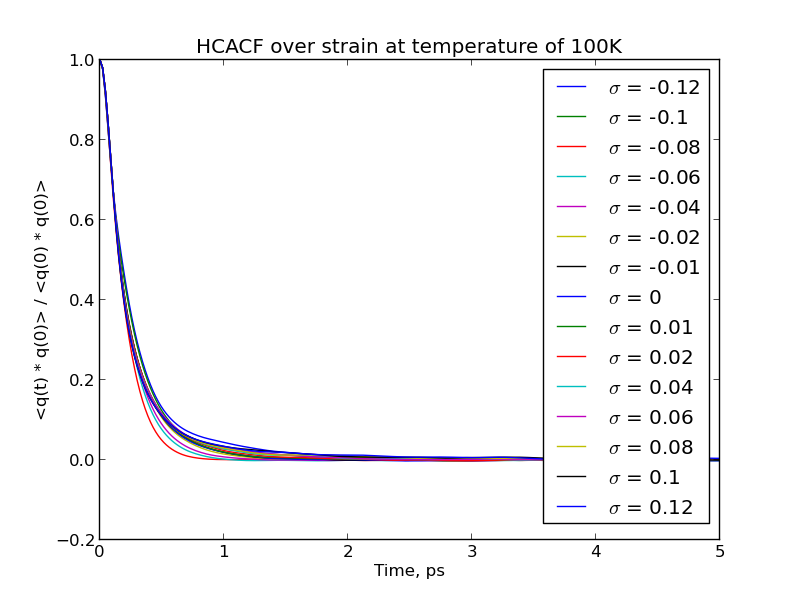 HCACF over strain at temperature of 100K
<q(t) * q(0)> / <q(0) * q(0)>
1.0
0.8
0.6
0.4
0.2
0.0
−0.2
0
1
2
3
4
5
Time, ps
σ = -0.12
σ = -0.1
σ = -0.08
σ = -0.06
σ = -0.04
σ = -0.02
σ = -0.01
σ = 0
σ = 0.01
σ = 0.02
σ = 0.04
σ = 0.06
σ = 0.08
σ = 0.1
σ = 0.12